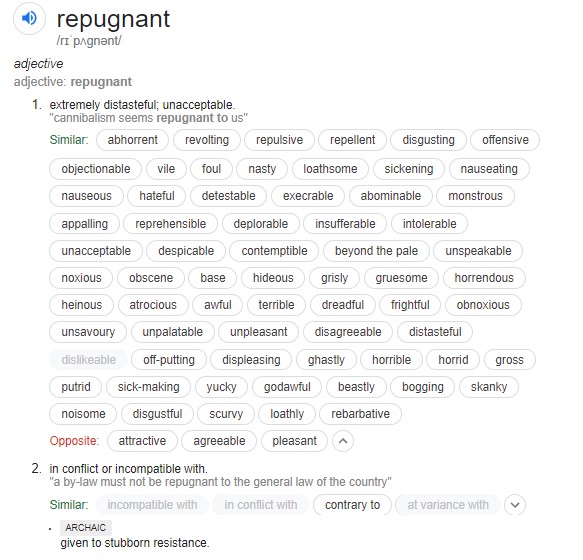 repugnant
/rɪˈpʌɡnənt/
adjective
adjective: repugnant
1. extremely distasteful; unacceptable.
"cannibalism seems repugnant to us"
Similar: abhorrent revolting repulsive repellent disgusting offensive
objectionable vile foul nasty loathsome sickening nauseating
nauseous hateful detestable execrable abominable monstrous
appalling reprehensible deplorable insufferable intolerable
unacceptable despicable contemptible beyond the pale unspeakable
noxious obscene base hideous grisly gruesome horrendous
heinous atrocious awful terrible dreadful frightful obnoxious
unsavoury unpalatable unpleasant disagreeable distasteful
dislikeable off-putting displeasing ghastly horrible horrid gross
putrid sick-making yucky godawful beastly bogging skanky
noisome disgustful scurvy loathly rebarbative
Opposite: attractive agreeable pleasant
2. in conflict or incompatible with.
"a by-law must not be repugnant to the general law of the country"
Similar: incompatible with in conflict with contrary to at variance with
• ARCHAIC
given to stubborn resistance.